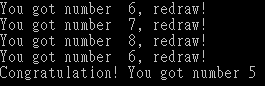 You got number  6, redraw!
You got number  7, redraw!
You got number  8, redraw!
You got number  6, redraw!
Congratulation! You got number 5